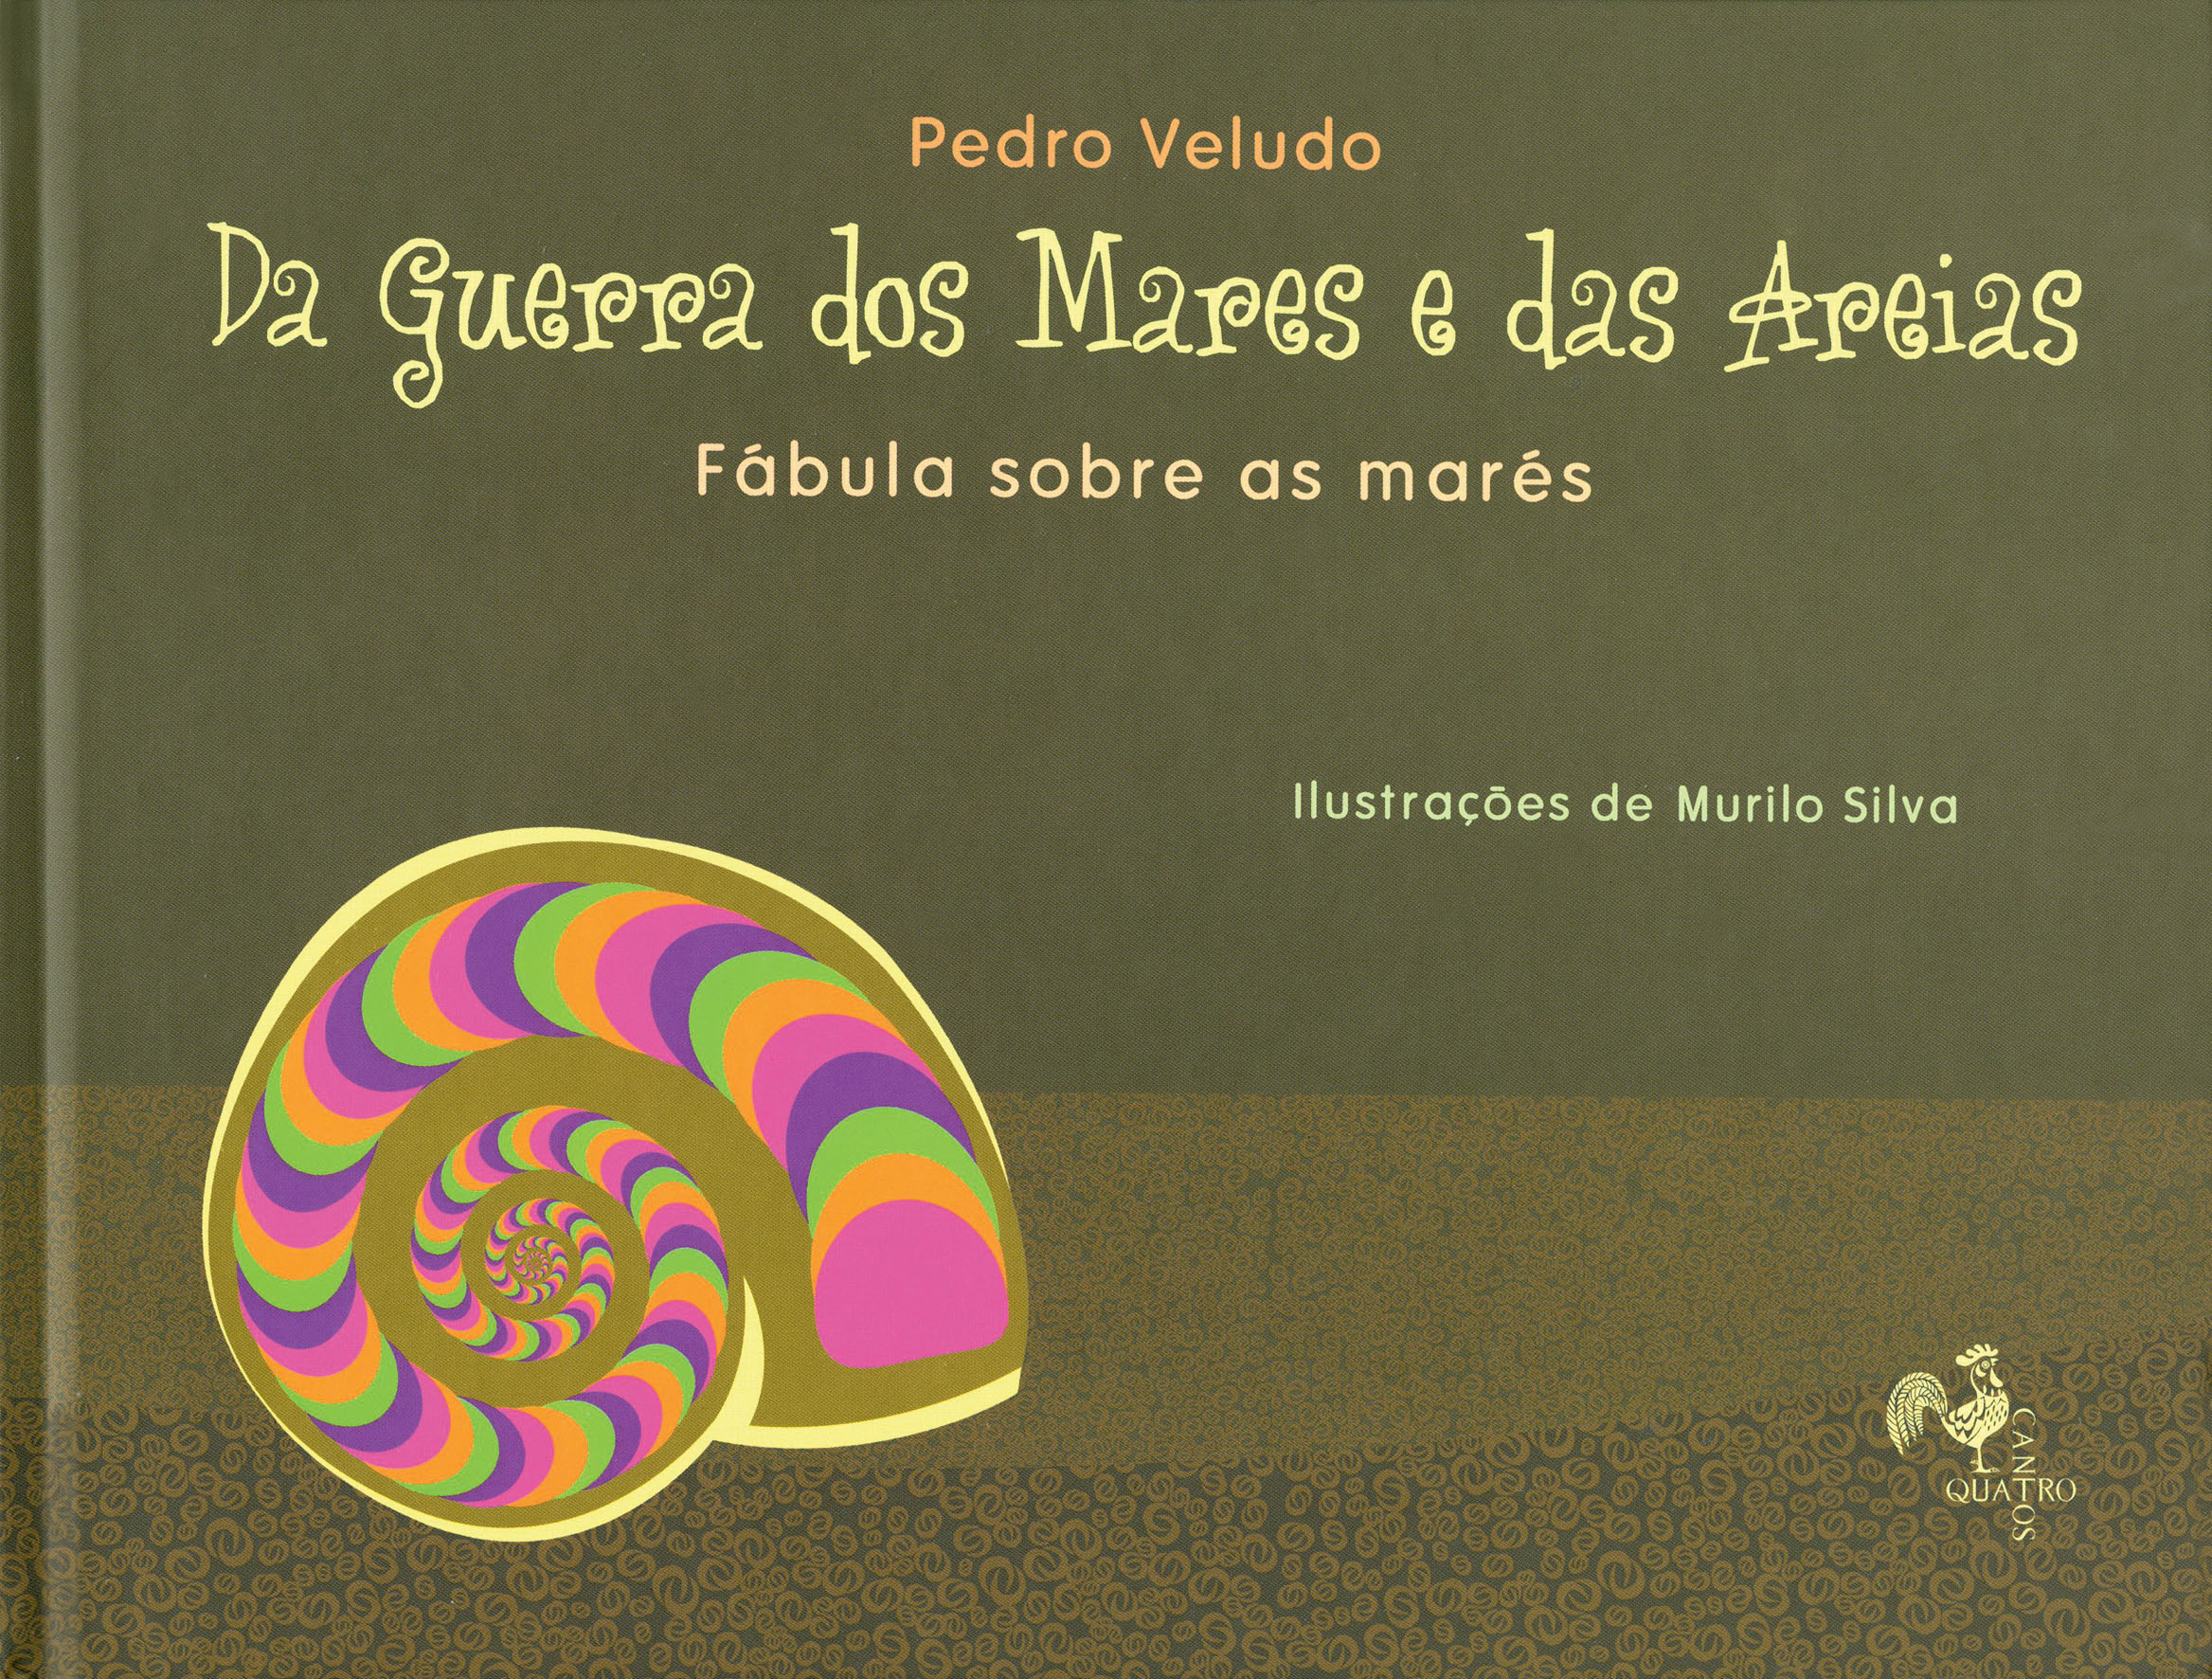 Pedro Veludo
Da Guerra dos Mares e das Areias
Fábula sobre as marés
Ilustrações de Murilo Silva
QUATRO
CANTOS